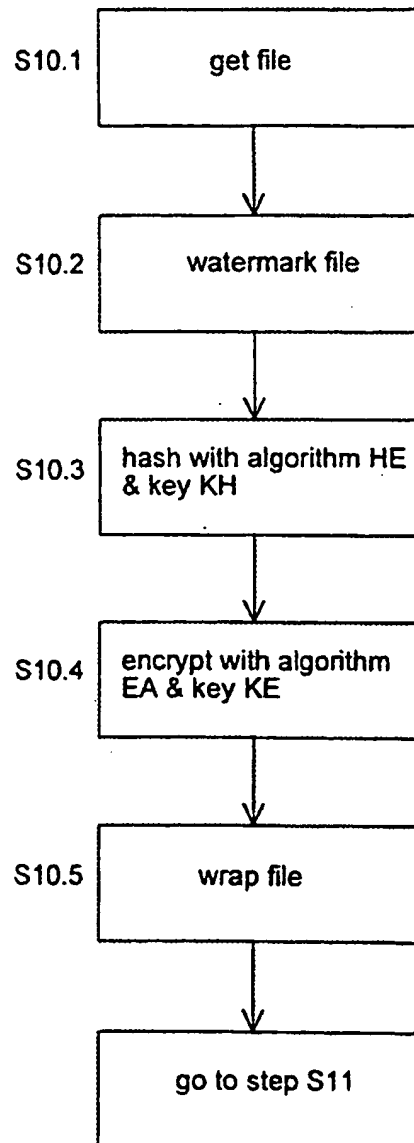 S10.1
get file
S10.2
watermark file
S10.3
hash with algorithm HE
& key KH
S10.4
encrypt with algorithm
EA & key KE
S10.5
wrap file
go to step S11